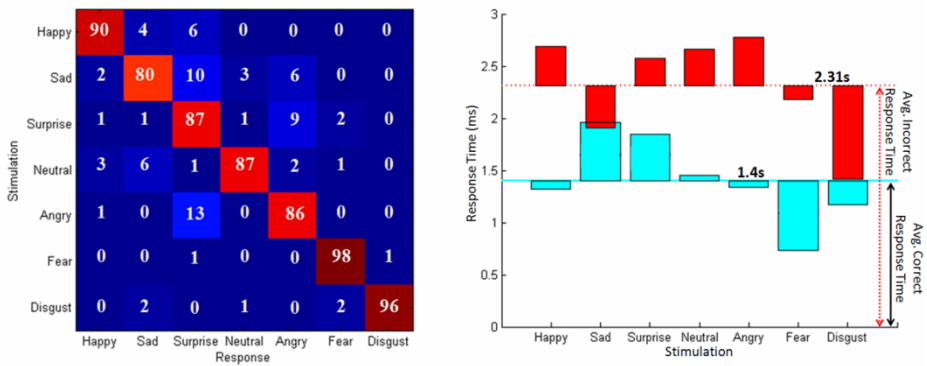 Stimulation
Happy 90 4 6 0 0 0 0
Sad 2 80 10 3 6 0 0
Surprise 1 1 87 1 9 2 0
Neutral 3 6 1 87 2 1 0
Angry 1 0 13 0 86 0 0
Fear 0 0 1 0 0 98 1
Disgust 0 2 0 1 0 2 96
Happy Sad Surprise Neutral Angry Fear Disgust
Response
Response Time (ms)
3
2.5
2
1.5
1
0.5
0
2.31s
1.4s
Avg. Incorrect
Response Time
Avg. Correct
Response Time
Happy Sad Surprise Neutral Angry Fear Disgust
Stimulation